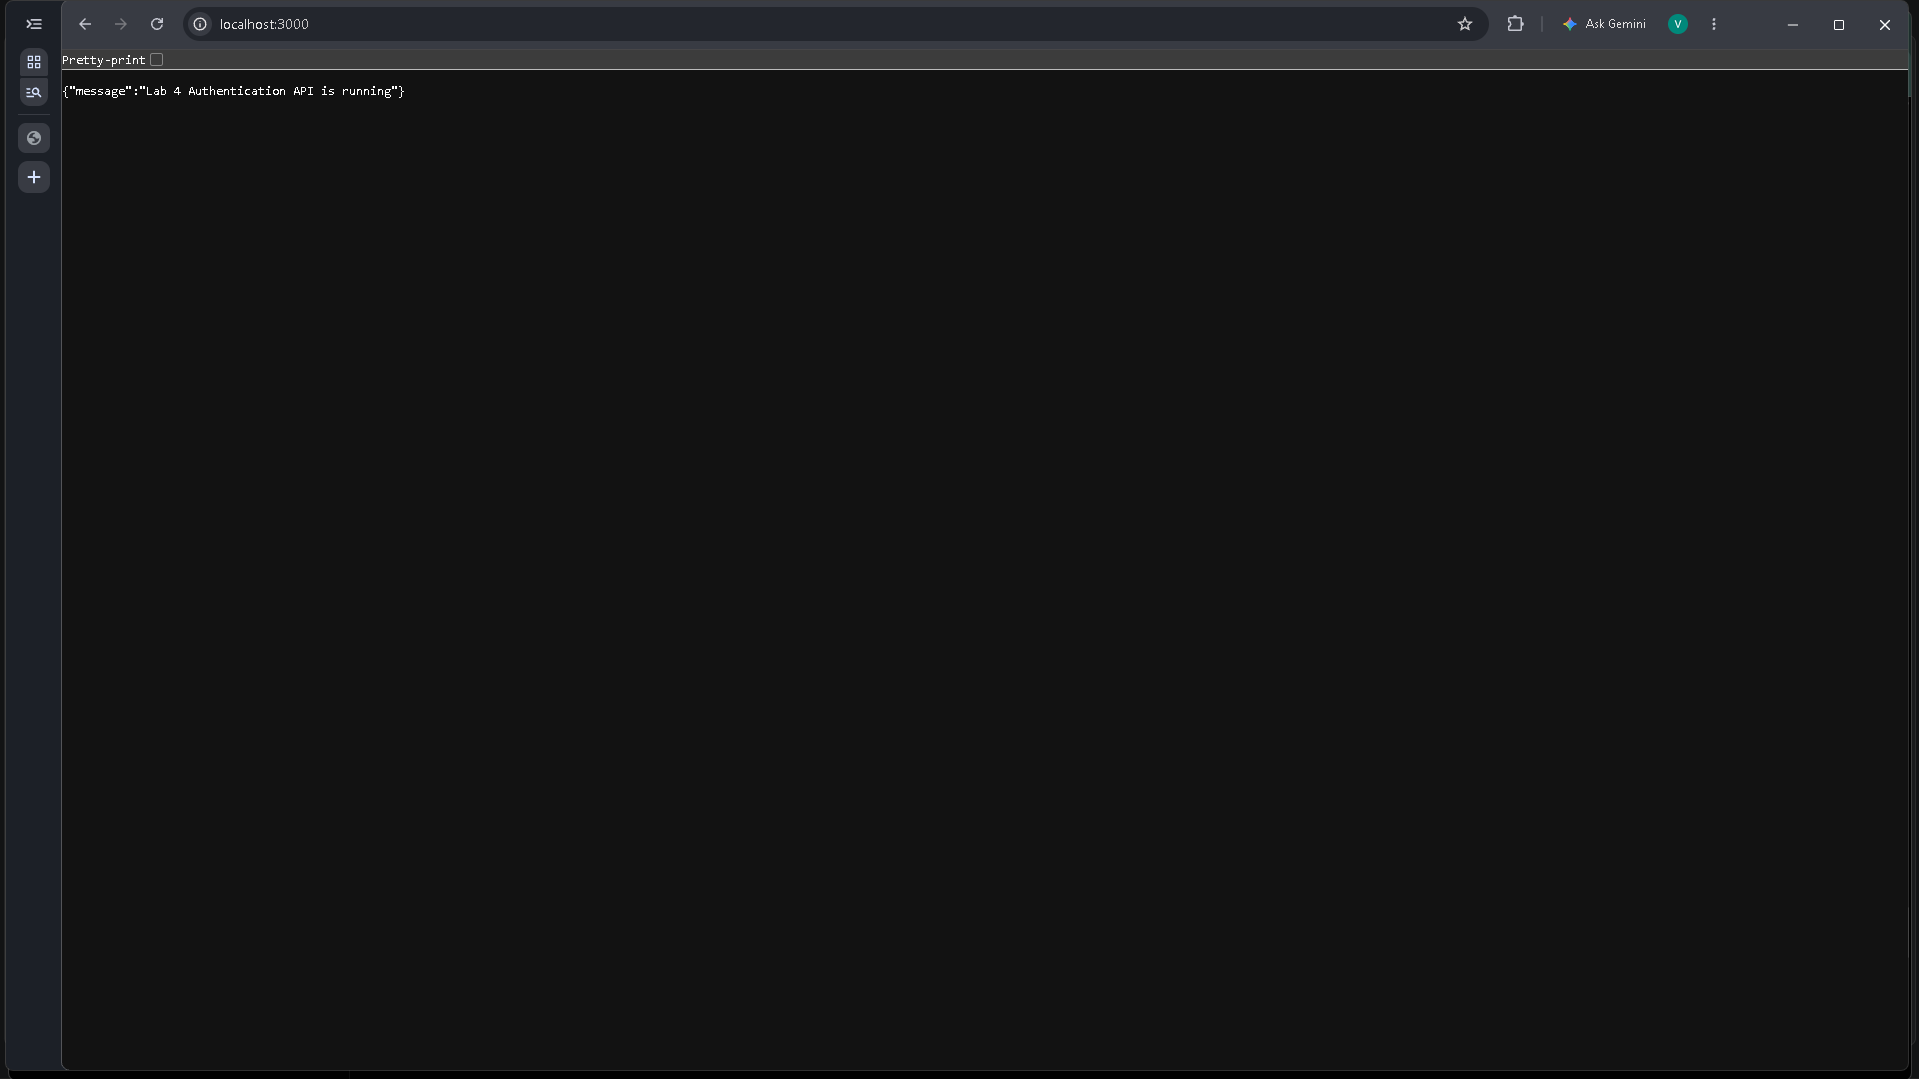 localhost:3000
Ask Gemini
V
Pretty-print
{"message":"Lab 4 Authentication API is running"}